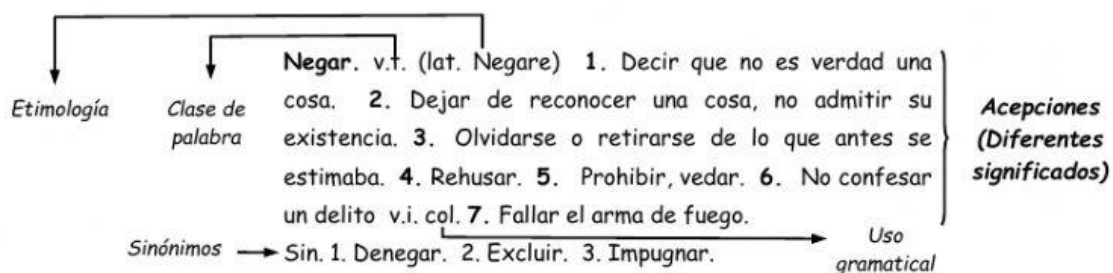 Negar. v.t. (lat. Negare) 1. Decir que no es verdad una
cosa. 2. Dejar de reconocer una cosa, no admitir su
existencia. 3. Olvidarse o retirarse de lo que antes se
estimaba. 4. Rehusar. 5. Prohibir, vedar. 6. No confesar
un delito v.i. col. 7. Fallar el arma de fuego.
Sin. 1. Denegar. 2. Excluir. 3. Impugnar.
Etimología
Clase de
palabra
Sinónimos
Acepciones
(Diferentes
significados)
Uso
gramatical